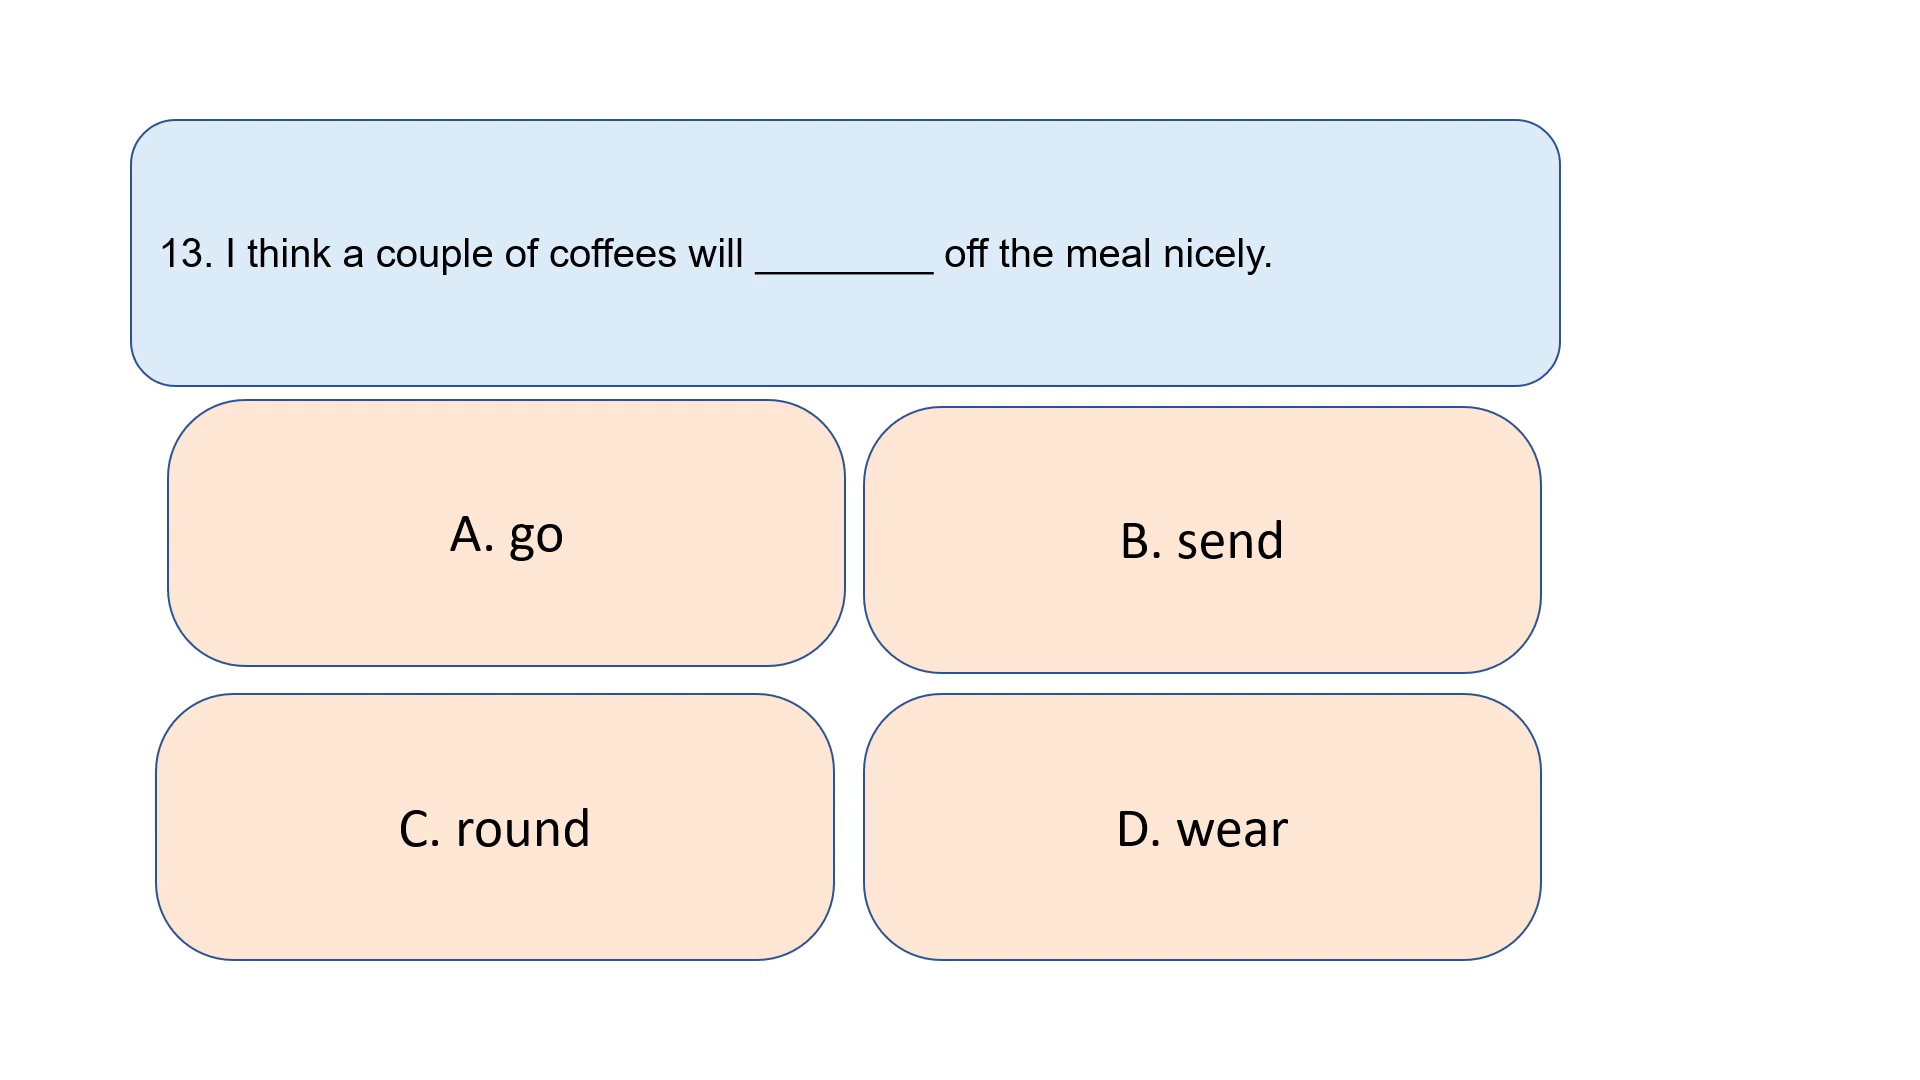 13. I think a couple of coffees will ________ off the meal nicely.
A. go
B. send
C. round
D. wear